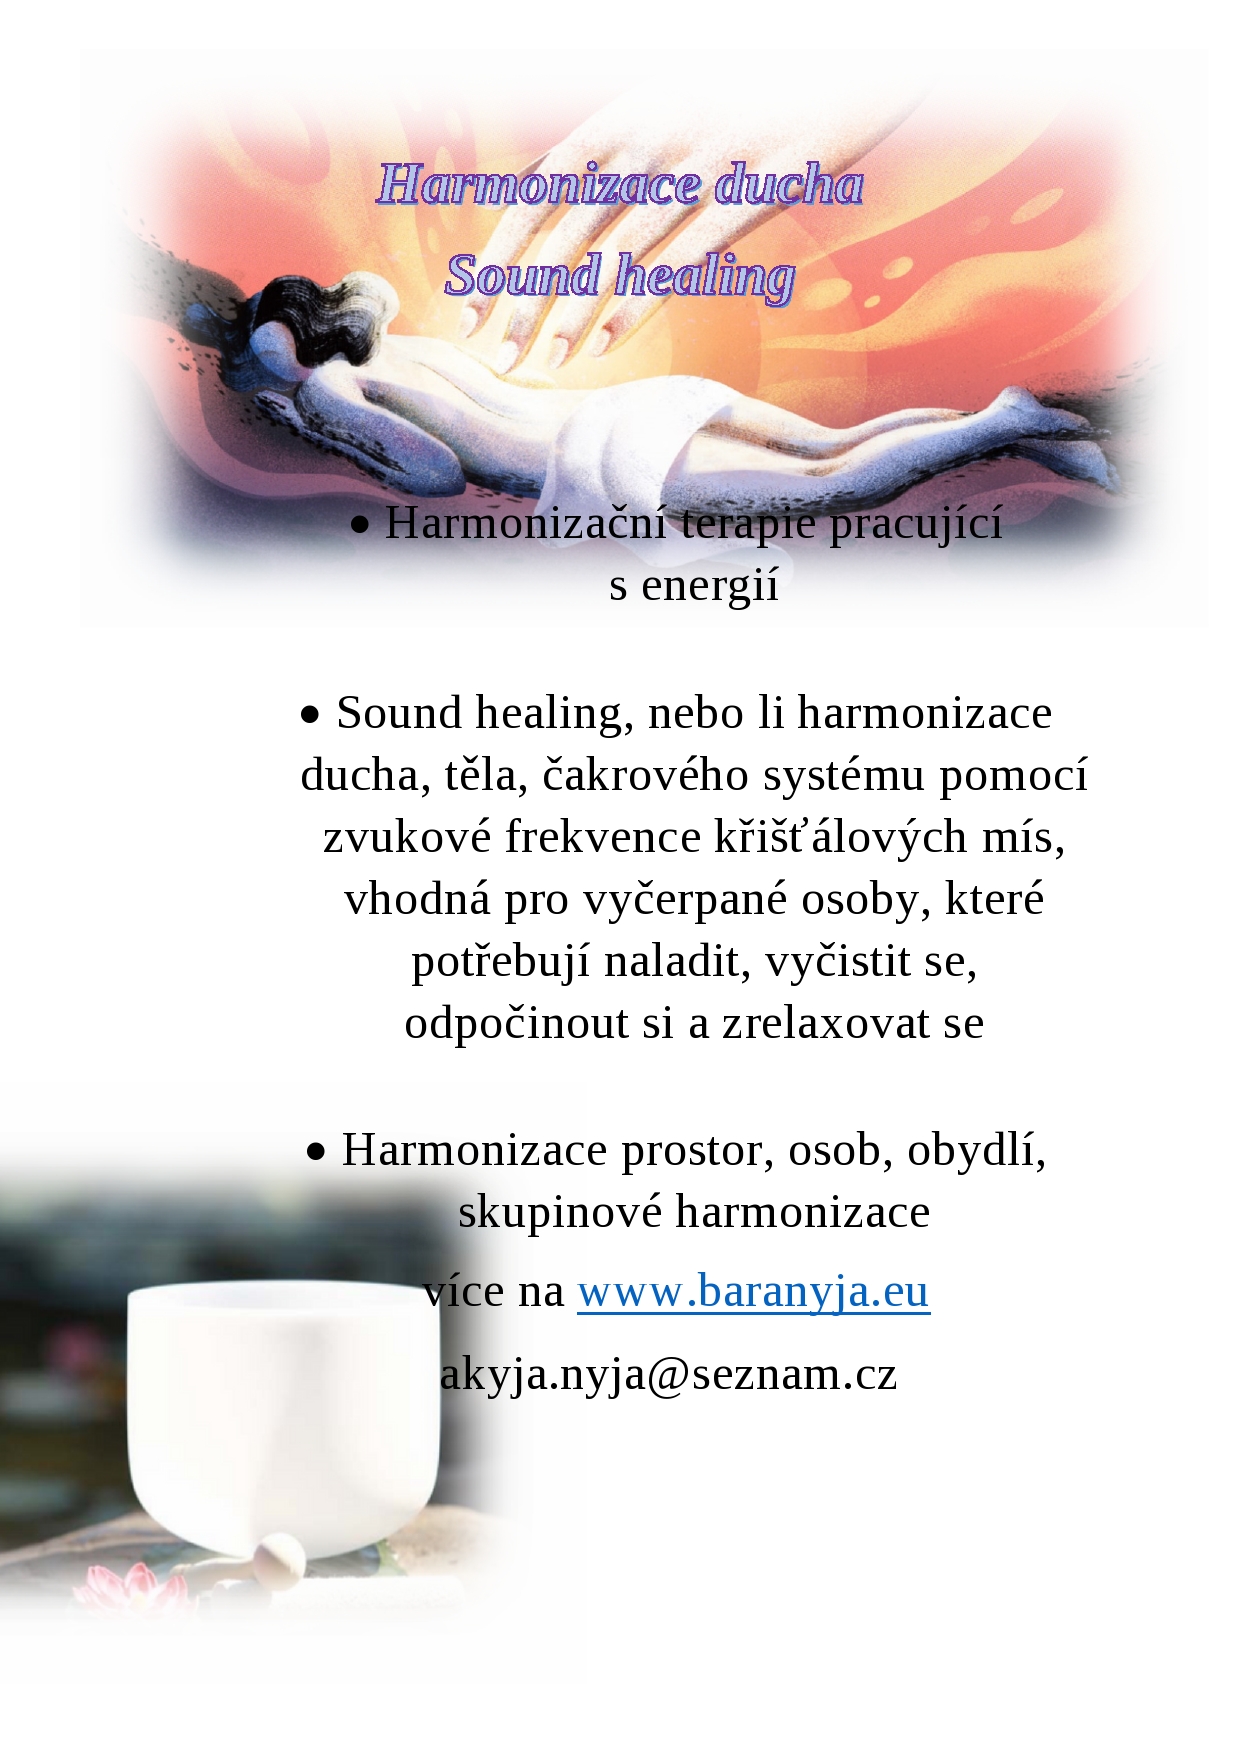 Harmonizace ducha
Sound healing
• Harmonizační terapie pracující
s energií
• Sound healing, nebo li harmonizace
ducha, těla, čakrového systému pomocí
zvukové frekvence křišťálových mís,
vhodná pro vyčerpané osoby, které
potřebují naladit, vyčistit se,
odpočinout si a zrelaxovat se
• Harmonizace prostor, osob, obydlí,
skupinové harmonizace
více na www.baranyja.eu
akyja.nyja@seznam.cz